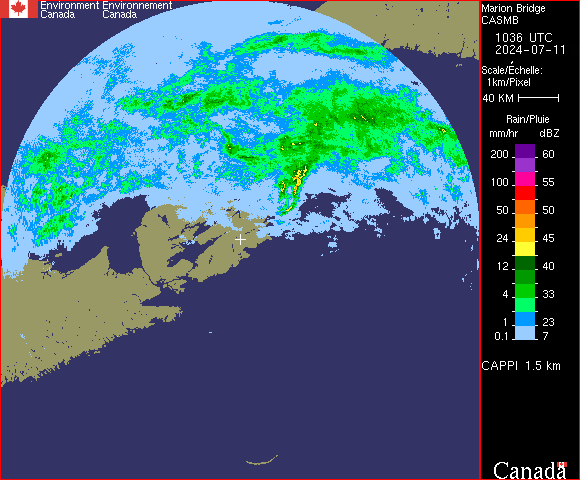 Environment Environnement
Canada Canada
Marion Bridge
CASMB
1036 UTC
2024-07-11
Scale/Échelle:
1km/Pixel
40 KM
Rain/Pluie
mm/hr dBZ
200 60
100 55
50 50
24 45
12 40
4 33
1 23
0.1 7
CAPPI 1.5 km
Canada